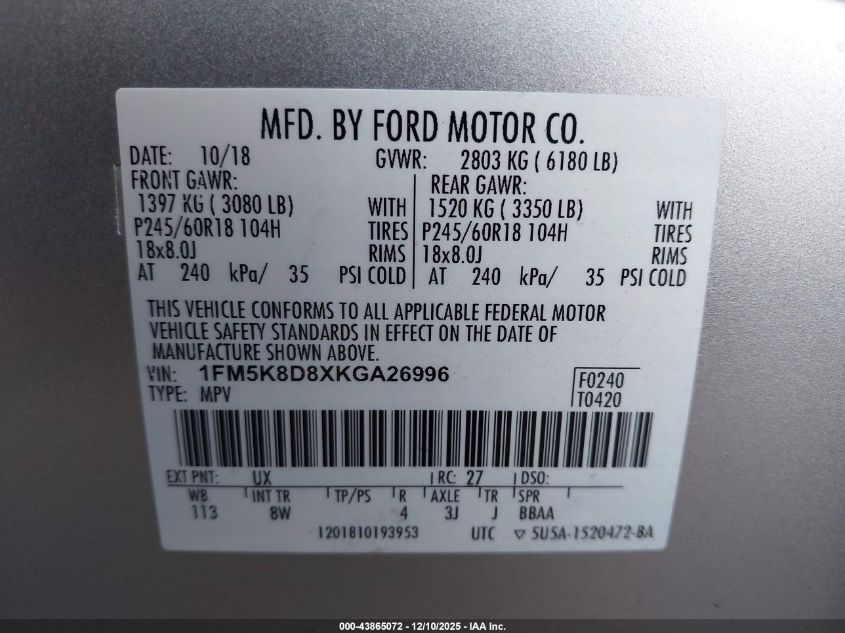 MFD. BY FORD MOTOR CO.
DATE: 10/18 GVWR: 2803 KG ( 6180 LB)
FRONT GAWR: REAR GAWR:
1397 KG ( 3080 LB) WITH 1520 KG ( 3350 LB) WITH
P245/60R18 104H TIRES P245/60R18 104H TIRES
18x8.0J RIMS 18x8.0J RIMS
AT 240 kPa/ 35 PSI COLD AT 240 kPa/ 35 PSI COLD
THIS VEHICLE CONFORMS TO ALL APPLICABLE FEDERAL MOTOR
VEHICLE SAFETY STANDARDS IN EFFECT ON THE DATE OF
MANUFACTURE SHOWN ABOVE.
VIN: 1FM5K8D8XKGA26996 F0240
TYPE: MPV T0420
EXT PNT: UX RC: 27 DSO:
WB INT TR TP/PS R AXLE TR SPR
113 8W 4 3J J BBAA
1201810193953 UTC ▽ 5U5A-1520472-BA
000-43865072 — 12/10/2025 — IAA Inc.